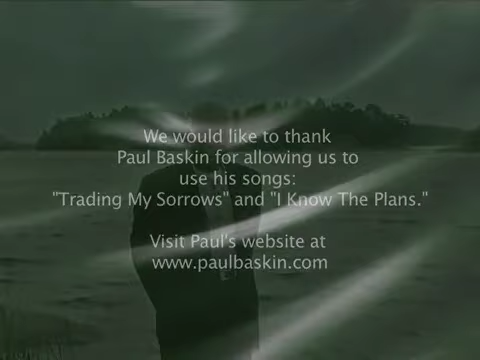 We would like to thank
Paul Baskin for allowing us to
use his songs:
"Trading My Sorrows" and "I Know The Plans."
Visit Paul's website at
www.paulbaskin.com